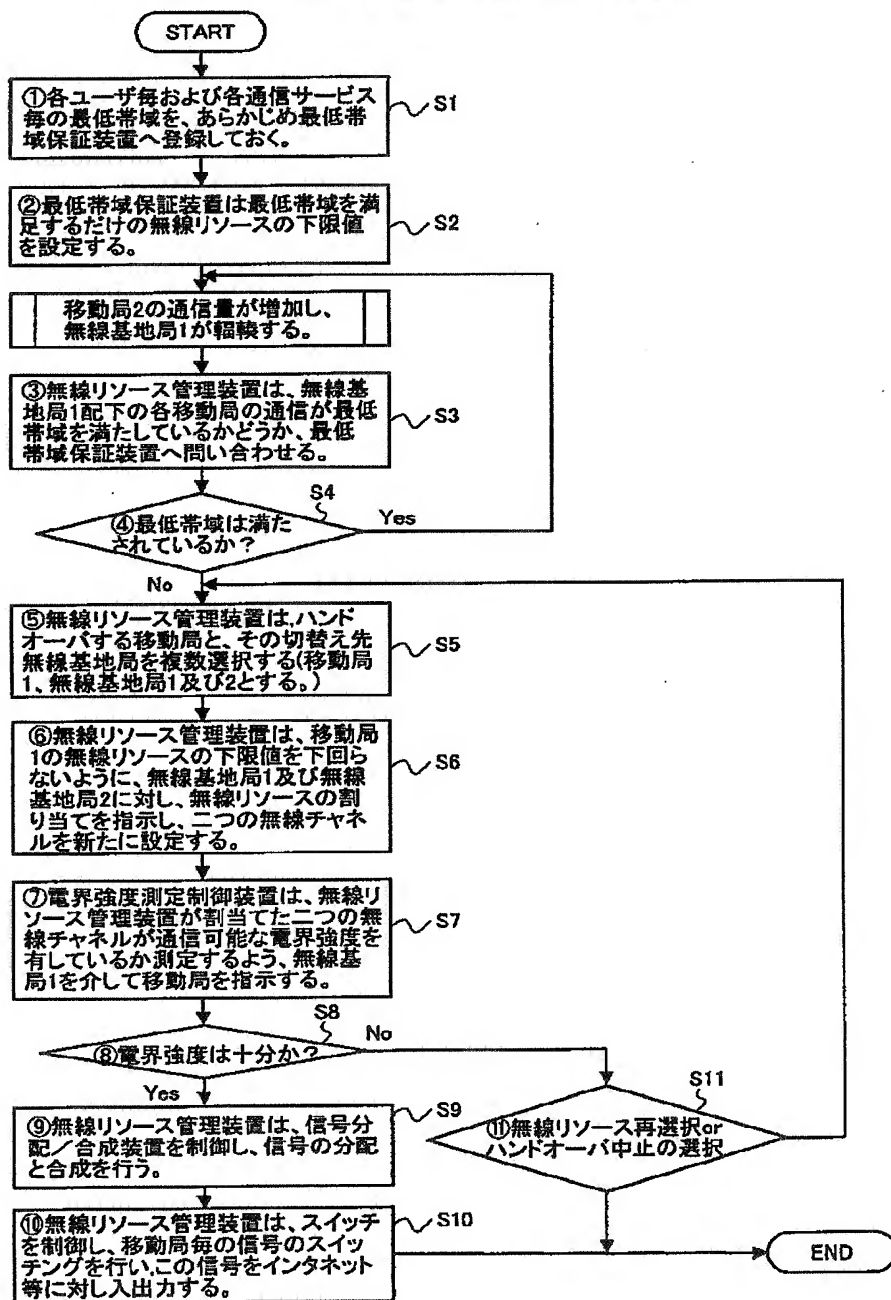 START
①各ユーザ毎および各通信サービス
毎の最低帯域を、あらかじめ最低帯
域保証装置へ登録しておく。
S1
②最低帯域保証装置は最低帯域を満
足するだけの無線リソースの下限値
を設定する。
S2
移動局2の通信量が増加し、
無線基地局1が輻輳する。
③無線リソース管理装置は、無線基
地局1配下の各移動局の通信が最低
帯域を満たしているかどうか、最低
帯域保証装置へ問い合わせる。
S3
S4
④最低帯域は満た
されているか？
Yes
No
⑤無線リソース管理装置は,ハンド
オーバする移動局と、その切替え先
無線基地局を複数選択する(移動局
1、無線基地局1及び2とする。)
S5
⑥無線リソース管理装置は、移動局
1の無線リソースの下限値を下回ら
ないように、無線基地局1及び無線
基地局2に対し、無線リソースの割
り当てを指示し、二つの無線チャネ
ルを新たに設定する。
S6
⑦電界強度測定制御装置は、無線リ
ソース管理装置が割当てた二つの無
線チャネルが通信可能な電界強度を
有しているか測定するよう、無線基
局1を介して移動局を指示する。
S7
S8
⑧電界強度は十分か？
No
Yes
⑨無線リソース管理装置は、信号分
配／合成装置を制御し、信号の分配
と合成を行う。
S9
S11
⑪無線リソース再選択or
ハンドオーバ中止の選択
⑩無線リソース管理装置は、スイッチ
を制御し、移動局毎の信号のスイッ
チングを行い,この信号をインタネット
等に対し入出力する。
S10
END